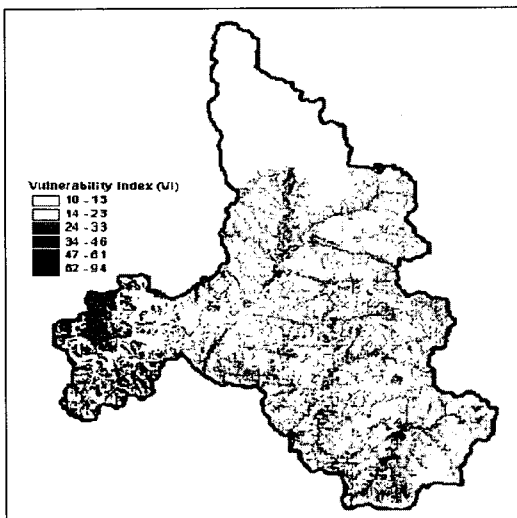 Vulnerability Index (VI)
10 - 13
14 - 23
24 - 33
34 - 46
47 - 61
62 - 94